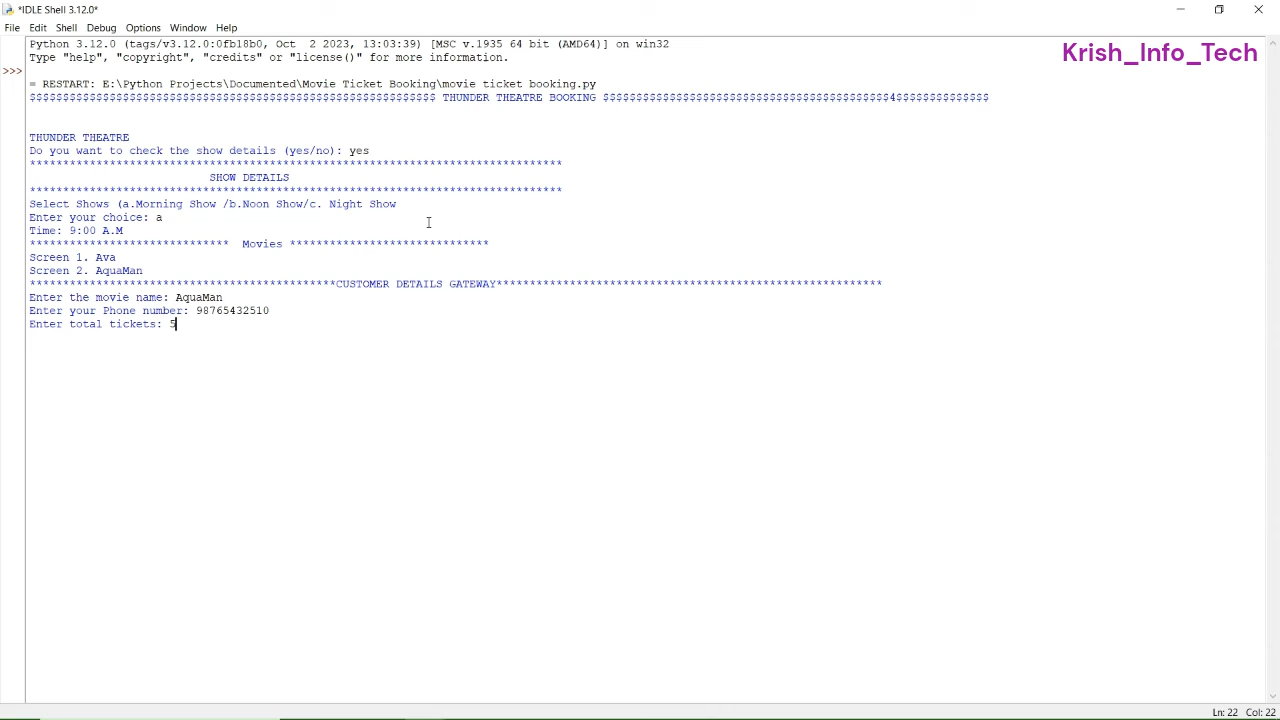 *IDLE Shell 3.12.0*
File Edit Shell Debug Options Window Help
Python 3.12.0 (tags/v3.12.0:0fb18b0, Oct  2 2023, 13:03:39) [MSC v.1935 64 bit (AMD64)] on win32
Krish_Info_Tech
Type "help", "copyright", "credits" or "license()" for more information.
>>>
= RESTART: E:\Python Projects\Documented\Movie Ticket Booking\movie ticket booking.py
$$$$$$$$$$$$$$$$$$$$$$$$$$$$$$$$$$$$$$$$$$$$$$$$$$$$$$$$$$$$$ THUNDER THEATRE BOOKING $$$$$$$$$$$$$$$$$$$$$$$$$$$$$$$$$$$$$$$$$$$4$$$$$$$$$$$$$$
THUNDER THEATRE
Do you want to check the show details (yes/no): yes
********************************************************************************
SHOW DETAILS
********************************************************************************
Select Shows (a.Morning Show /b.Noon Show/c. Night Show
Enter your choice: a
Time: 9:00 A.M
******************************  Movies ******************************
Screen 1. Ava
Screen 2. AquaMan
**********************************************CUSTOMER DETAILS GATEWAY**********************************************************
Enter the movie name: AquaMan
Enter your Phone number: 98765432510
Enter total tickets: 5
Ln: 22 Col: 22